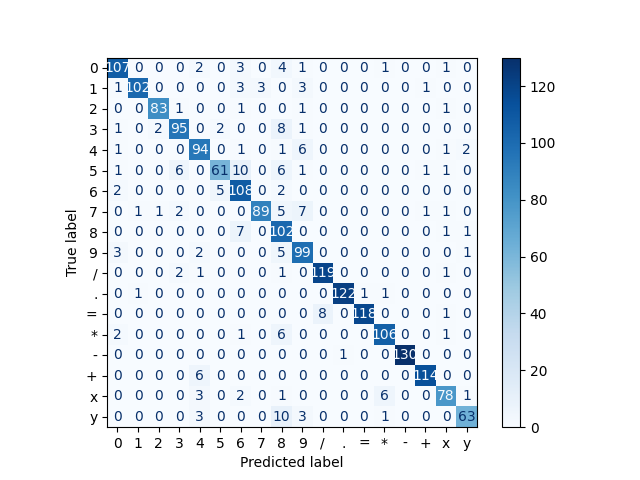 0 107 0 0 0 2 0 3 0 4 1 0 0 0 1 0 0 1 0
1 1 102 0 0 0 0 3 3 0 3 0 0 0 0 0 1 0 0
2 0 0 83 1 0 0 1 0 0 1 0 0 0 0 0 0 1 0
3 1 0 2 95 0 2 0 0 8 1 0 0 0 0 0 0 0 0
4 1 0 0 0 94 0 1 0 1 6 0 0 0 0 0 0 1 2
5 1 0 0 6 0 61 10 0 6 1 0 0 0 0 0 1 1 0
6 2 0 0 0 0 5 108 0 2 0 0 0 0 0 0 0 0 0
7 0 1 1 2 0 0 0 89 5 7 0 0 0 0 0 1 1 0
8 0 0 0 0 0 0 7 0 102 0 0 0 0 0 0 0 1 1
9 3 0 0 0 2 0 0 0 5 99 0 0 0 0 0 0 0 1
/ 0 0 0 2 1 0 0 0 1 0 119 0 0 0 0 0 1 0
. 0 1 0 0 0 0 0 0 0 0 0 122 1 1 0 0 0 0
= 0 0 0 0 0 0 0 0 0 0 8 0 118 0 0 0 1 0
* 2 0 0 0 0 0 1 0 6 0 0 0 0 106 0 0 1 0
- 0 0 0 0 0 0 0 0 0 0 0 1 0 0 130 0 0 0
+ 0 0 0 0 6 0 0 0 0 0 0 0 0 0 0 114 0 0
x 0 0 0 0 3 0 2 0 1 0 0 0 0 6 0 0 78 1
y 0 0 0 0 3 0 0 0 10 3 0 0 0 1 0 0 0 63
0 1 2 3 4 5 6 7 8 9 / . = * - + x y
Predicted label
True label
120
100
80
60
40
20
0